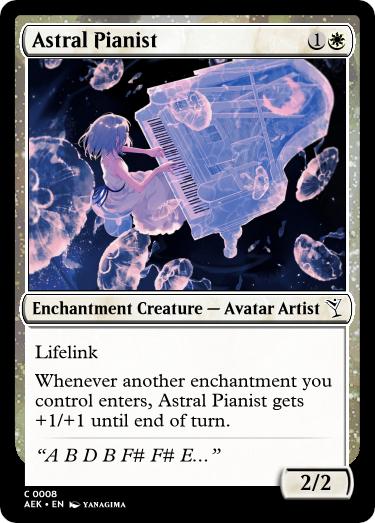 Astral Pianist 1
Enchantment Creature — Avatar Artist
Lifelink
Whenever another enchantment you
control enters, Astral Pianist gets
+1/+1 until end of turn.
“A B D B F# F# E...”
2/2
C 0008
AEK • EN YANAGIMA